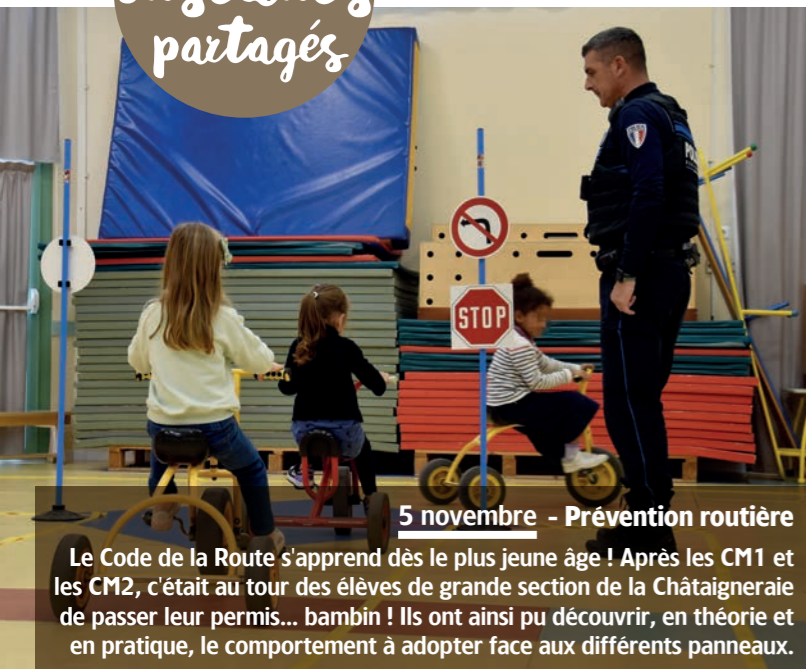 partagés
STOP
5 novembre - Prévention routière
Le Code de la Route s'apprend dès le plus jeune âge ! Après les CM1 et
les CM2, c'était au tour des élèves de grande section de la Châtaigneraie
de passer leur permis... bambin ! Ils ont ainsi pu découvrir, en théorie et
en pratique, le comportement à adopter face aux différents panneaux.